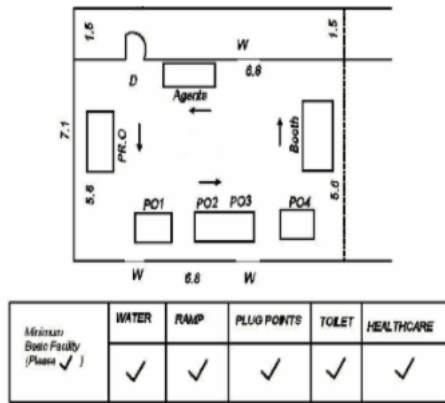 1.5
W
1.5
D
6.8
Agents
7.1
PR.O
Booth
5.6
5.6
PO1
PO2
PO3
PO4
W
6.8
W
Minimum
Basic Facility
(Please ✓ )
WATER
RAMP
PLUG POINTS
TOILET
HEALTHCARE
✓ ✓ ✓ ✓ ✓